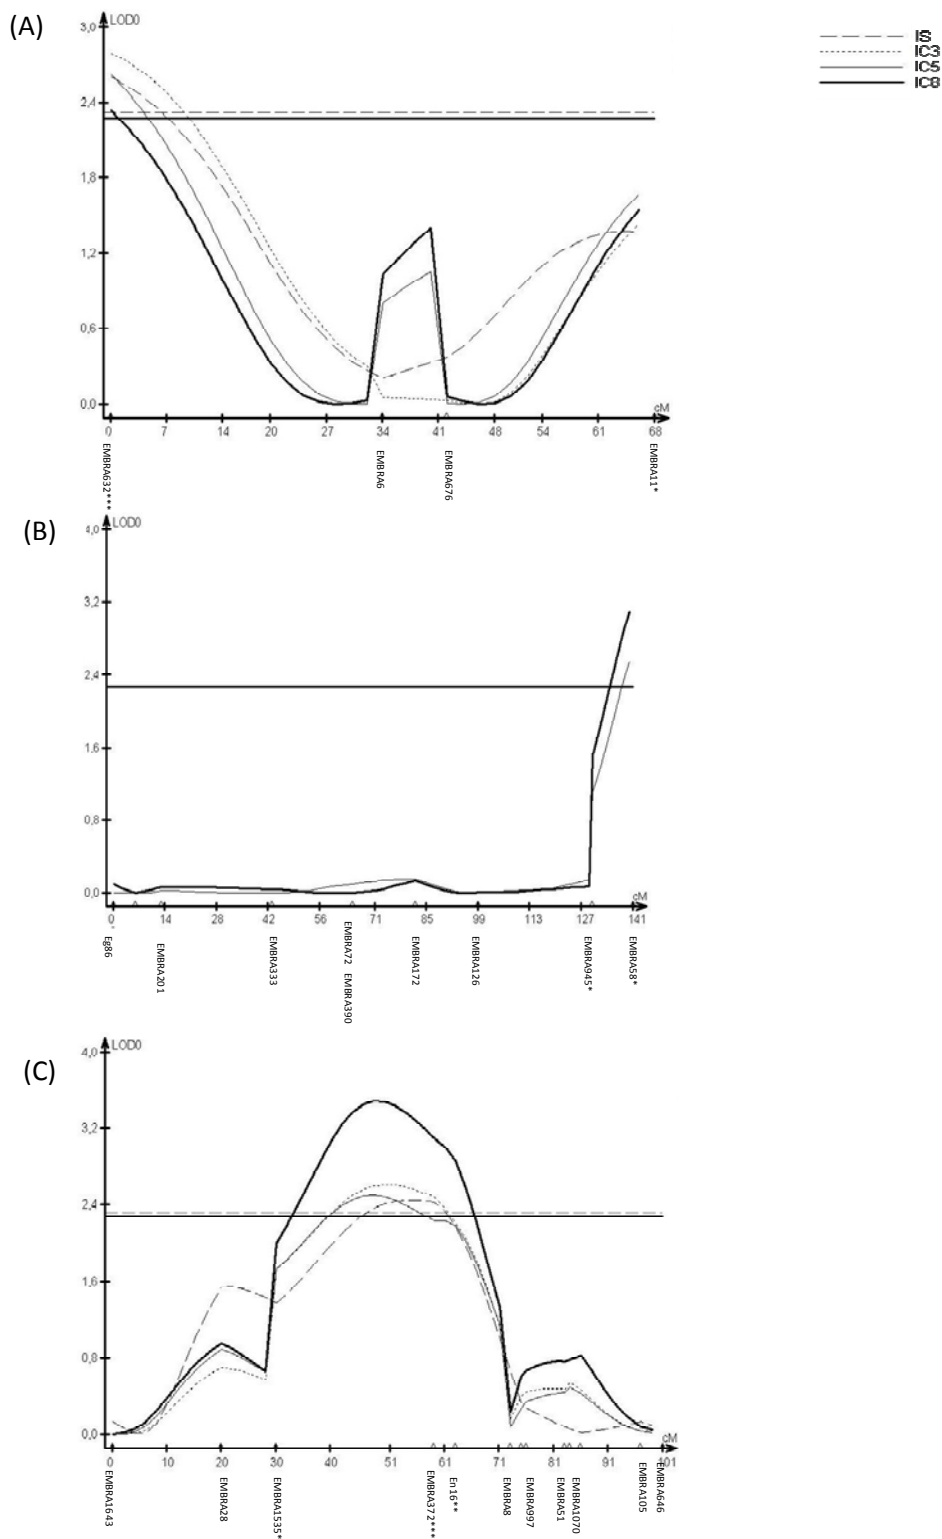 (A)
LOD0
3,0
2,4
1,8
1,2
0,6
0,0
cM
0 7 14 20 27 34 41 48 54 61 68
EMBRA632*** EMBRA6 EMBRA676 EMBRA11*
IS
IC3
IC5
IC8
(B)
LOD0
4,0
3,2
2,4
1,6
0,8
0,0
cM
0 14 28 42 56 71 85 99 113 127 141
Eg86 EMBRA201 EMBRA333 EMBRA72 EMBRA390 EMBRA172 EMBRA126 EMBRA945* EMBRA58*
(C)
LOD0
4,0
3,2
2,4
1,6
0,8
0,0
cM
0 10 20 30 40 51 61 71 81 91 101
EMBRA1643 EMBRA28 EMBRA1535* EMBRA372*** En16** EMBRA8 EMBRA997 EMBRA51 EMBRA1070 EMBRA105 EMBRA646